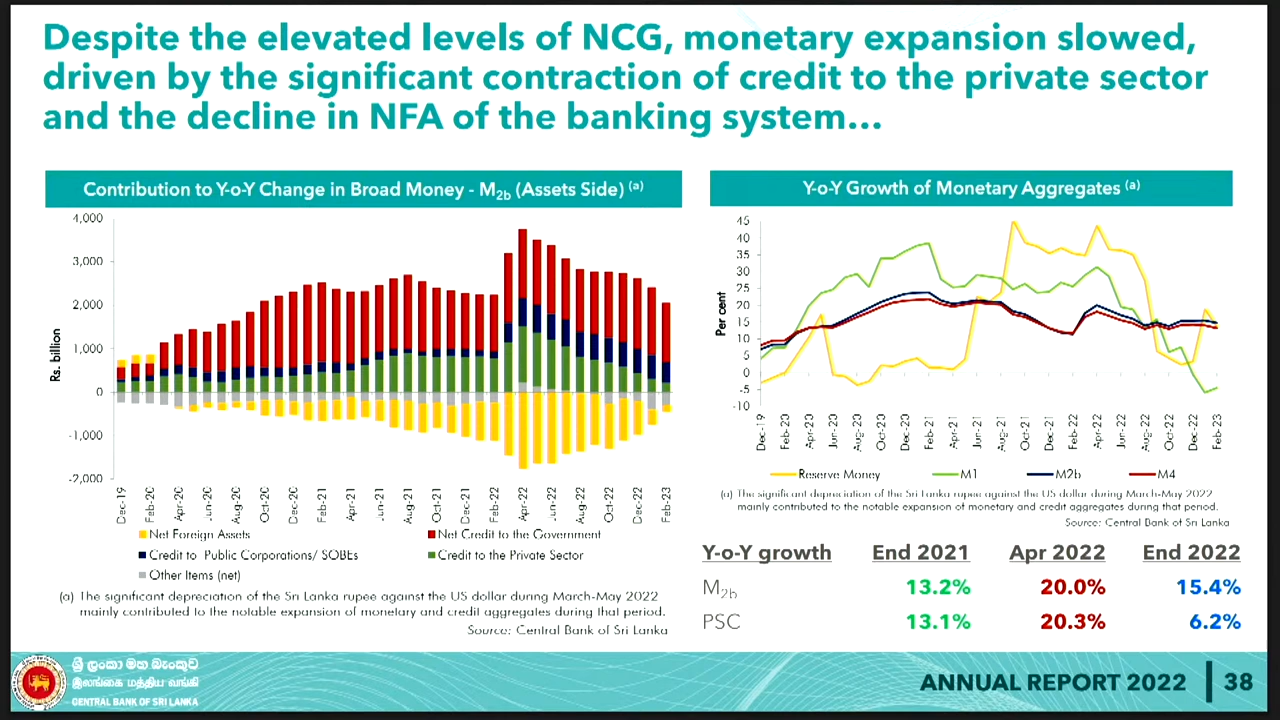 Despite the elevated levels of NCG, monetary expansion slowed,
driven by the significant contraction of credit to the private sector
and the decline in NFA of the banking system...
Contribution to Y-o-Y Change in Broad Money - M2b (Assets Side) (a)
4,000
3,000
2,000
1,000
0
-1,000
-2,000
Rs. billion
Dec-19 Feb-20 Apr-20 Jun-20 Aug-20 Oct-20 Dec-20 Feb-21 Apr-21 Jun-21 Aug-21 Oct-21 Dec-21 Feb-22 Apr-22 Jun-22 Aug-22 Oct-22 Dec-22 Feb-23
Net Foreign Assets Net Credit to the Government
Credit to Public Corporations/ SOBEs Credit to the Private Sector
Other Items (net)
(a) The significant depreciation of the Sri Lanka rupee against the US dollar during March-May 2022
mainly contributed to the notable expansion of monetary and credit aggregates during that period.
Source: Central Bank of Sri Lanka
Y-o-Y Growth of Monetary Aggregates (a)
45
40
35
30
25
20
15
10
5
0
-5
-10
Per cent
Dec-19 Feb-20 Apr-20 Jun-20 Aug-20 Oct-20 Dec-20 Feb-21 Apr-21 Jun-21 Aug-21 Oct-21 Dec-21 Feb-22 Apr-22 Jun-22 Aug-22 Oct-22 Dec-22 Feb-23
Reserve Money M1 M2b M4
(a) The significant depreciation of the Sri Lanka rupee against the US dollar during March-May 2022
mainly contributed to the notable expansion of monetary and credit aggregates during that period.
Source: Central Bank of Sri Lanka
Y-o-Y growth End 2021 Apr 2022 End 2022
M2b 13.2% 20.0% 15.4%
PSC 13.1% 20.3% 6.2%
ශ්‍රී ලංකා මහ බැංකුව
இலங்கை மத்திய வங்கி
CENTRAL BANK OF SRI LANKA
ANNUAL REPORT 2022 38